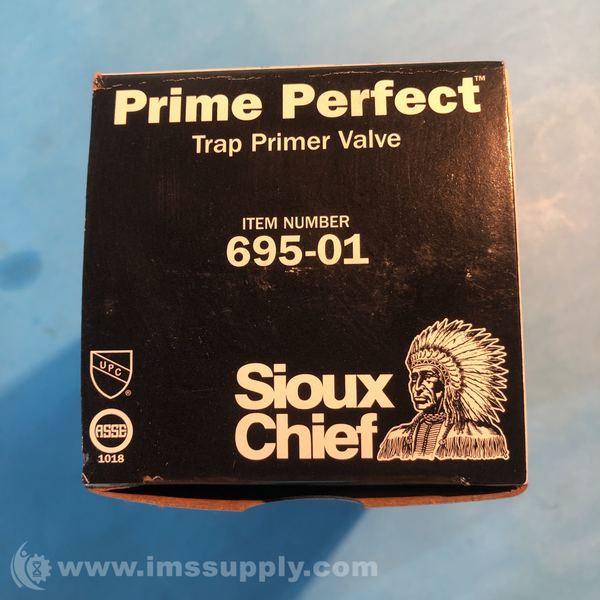 Prime Perfect™
Trap Primer Valve
ITEM NUMBER
695-01
Sioux
Chief
UPC
®
ASSE
1018
www.imssupply.com